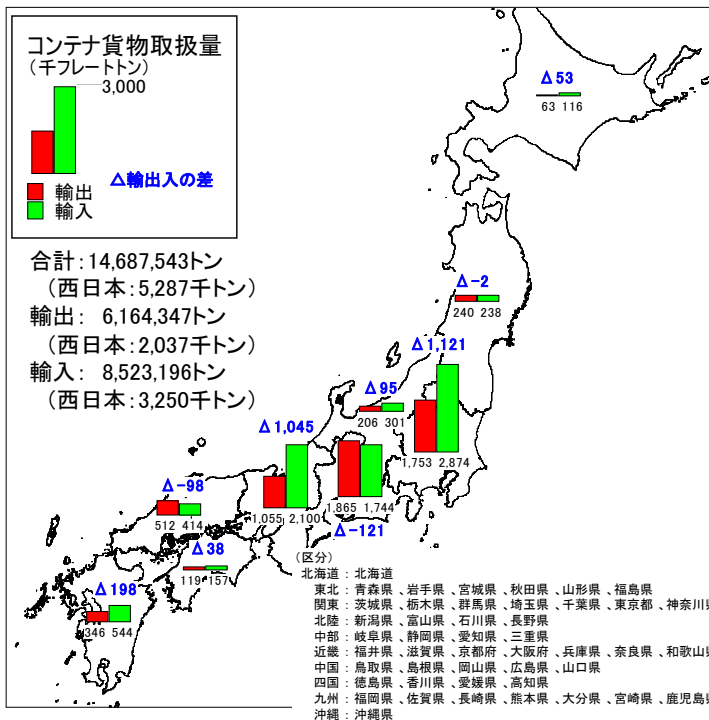 コンテナ貨物取扱量
(千フレートトン)
3,000
△輸出入の差
輸出
輸入
合計:14,687,543トン
(西日本:5,287千トン)
輸出: 6,164,347トン
(西日本:2,037千トン)
輸入: 8,523,196トン
(西日本:3,250千トン)
△53
63 116
△-2
240 238
△1,121
1,753 2,874
△95
206 301
△1,045
1,055 2,100
1,865 1,744
△-121
△-98
512 414
△38
119 157
△198
346 544
(区分)
北海道:北海道
東北:青森県、岩手県、宮城県、秋田県、山形県、福島県
関東:茨城県、栃木県、群馬県、埼玉県、千葉県、東京都、神奈川県
北陸:新潟県、富山県、石川県、長野県
中部:岐阜県、静岡県、愛知県、三重県
近畿:福井県、滋賀県、京都府、大阪府、兵庫県、奈良県、和歌山県
中国:鳥取県、島根県、岡山県、広島県、山口県
四国:徳島県、香川県、愛媛県、高知県
九州:福岡県、佐賀県、長崎県、熊本県、大分県、宮崎県、鹿児島県
沖縄:沖縄県